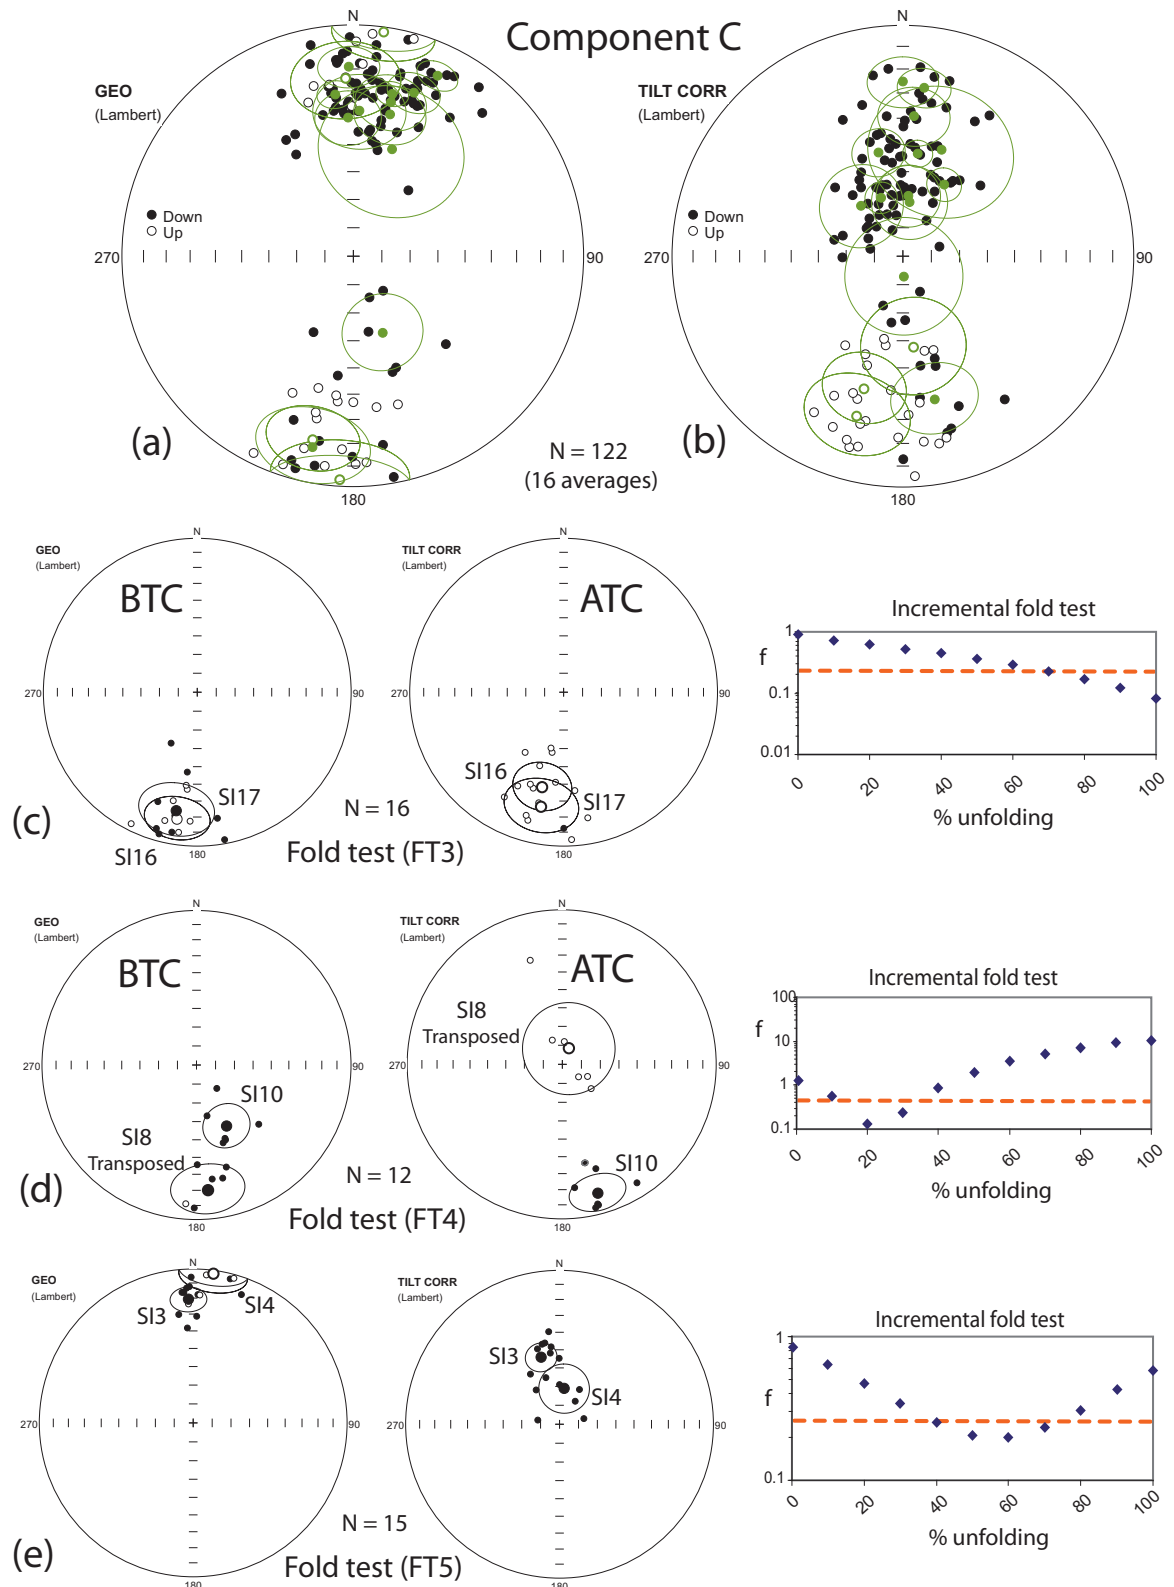 Component C
N
GEO
(Lambert)
Down
Up
270
90
180
(a)
N
TILT CORR
(Lambert)
Down
Up
270
90
180
(b)
N = 122
(16 averages)
N
GEO
(Lambert)
BTC
270
90
SI17
SI16
180
(c)
N = 16
Fold test (FT3)
N
TILT CORR
(Lambert)
ATC
270
90
SI16
SI17
180
Incremental fold test
1
f
0.1
0.01
0
20
40
60
80
100
% unfolding
N
GEO
(Lambert)
BTC
270
90
SI10
SI8
Transposed
180
(d)
N = 12
Fold test (FT4)
N
TILT CORR
(Lambert)
ATC
SI8
Transposed
270
90
SI10
180
Incremental fold test
100
f
10
1
0.1
0
20
40
60
80
100
% unfolding
N
GEO
(Lambert)
SI3
SI4
270
90
180
(e)
N = 15
Fold test (FT5)
N
TILT CORR
(Lambert)
SI3
SI4
270
90
180
Incremental fold test
1
f
0.1
0
20
40
60
80
100
% unfolding